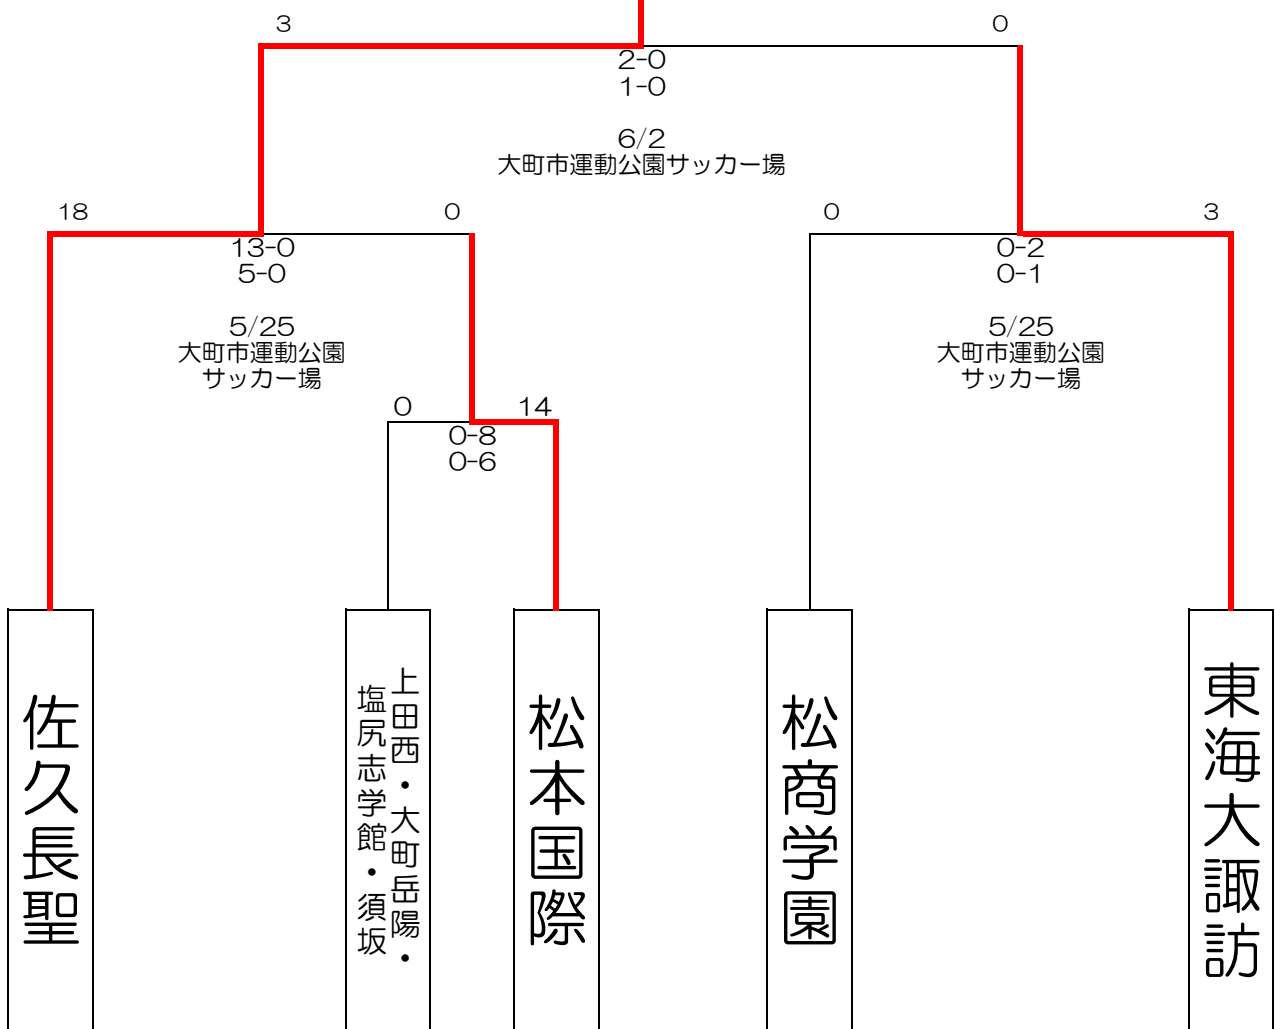 3
0
2-0
1-0
6/2
大町市運動公園サッカー場
18
0
0
3
13-0
5-0
0-2
0-1
5/25
大町市運動公園
サッカー場
5/25
大町市運動公園
サッカー場
0
14
0-8
0-6
佐久長聖
上田西・大町岳陽・
塩尻志学館・須坂
松本国際
松商学園
東海大諏訪